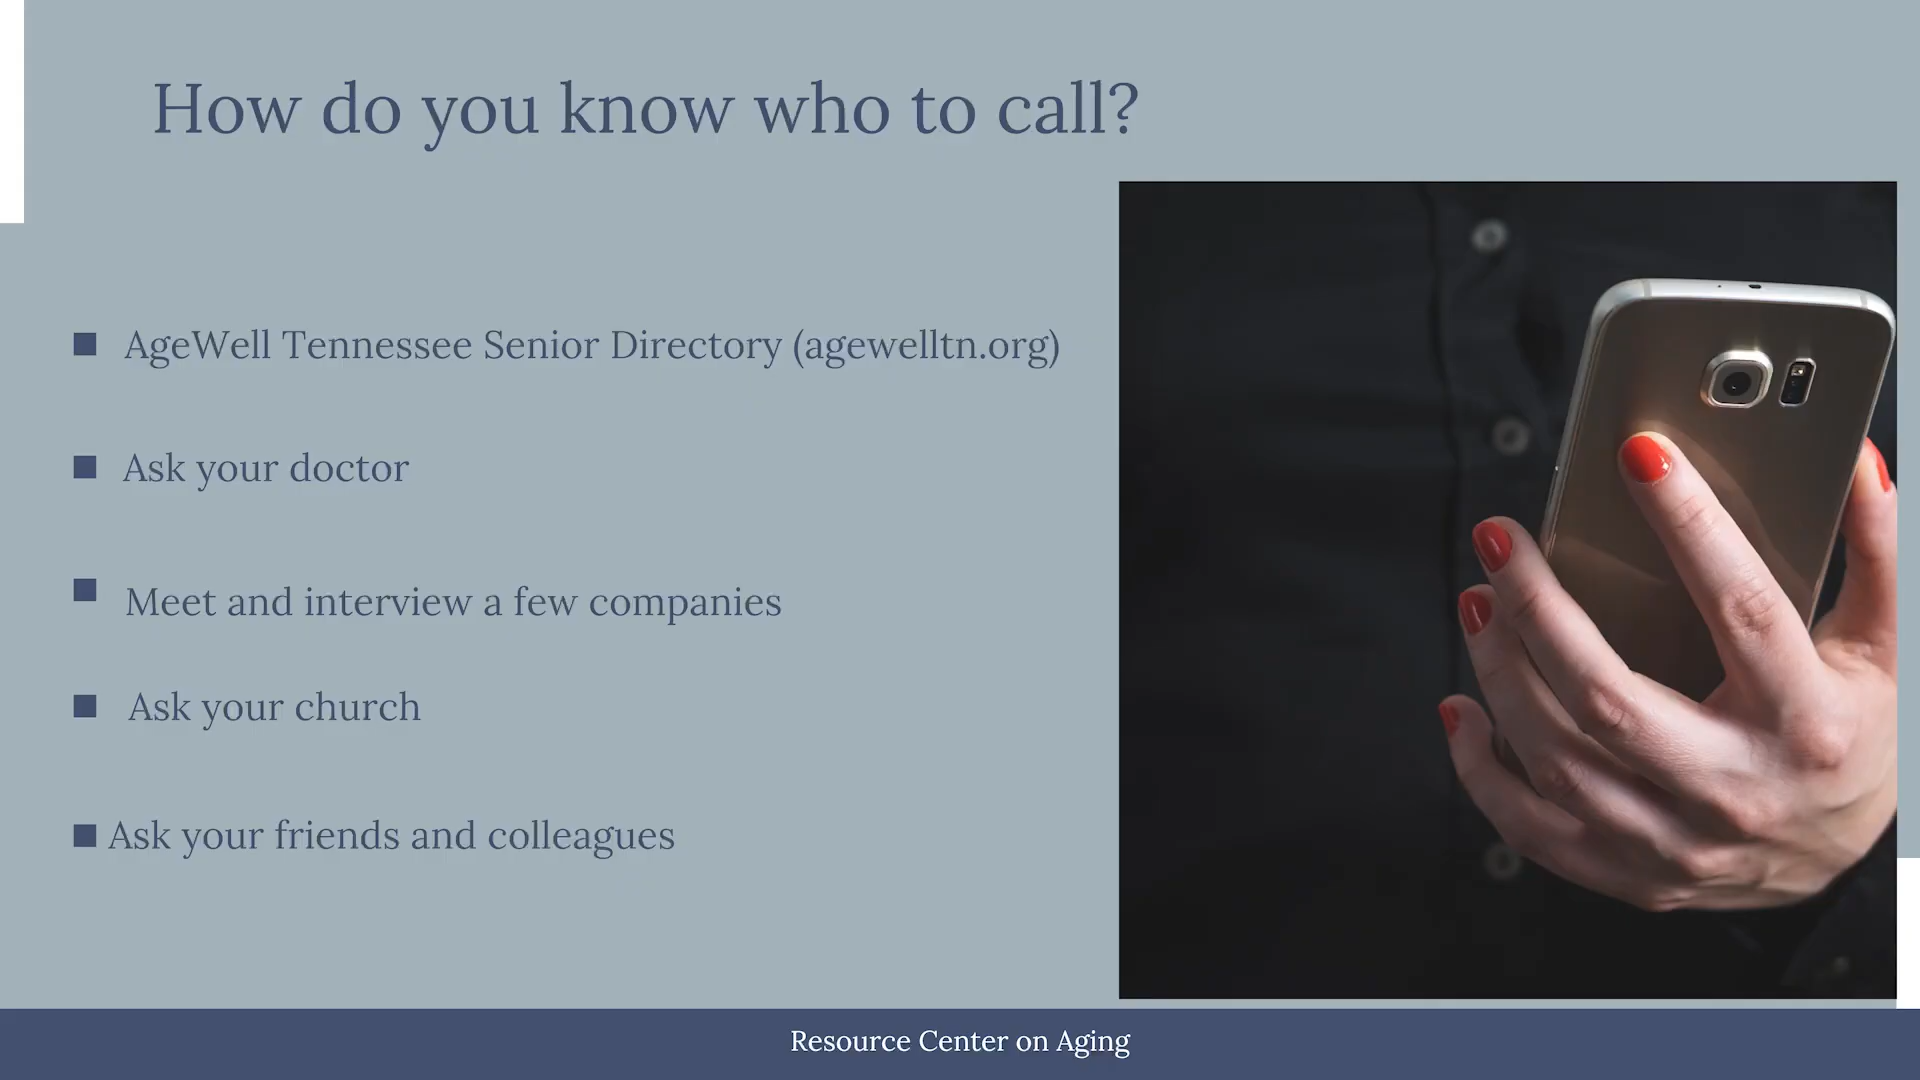 How do you know who to call?
AgeWell Tennessee Senior Directory (agewelltn.org)
Ask your doctor
Meet and interview a few companies
Ask your church
Ask your friends and colleagues
Resource Center on Aging